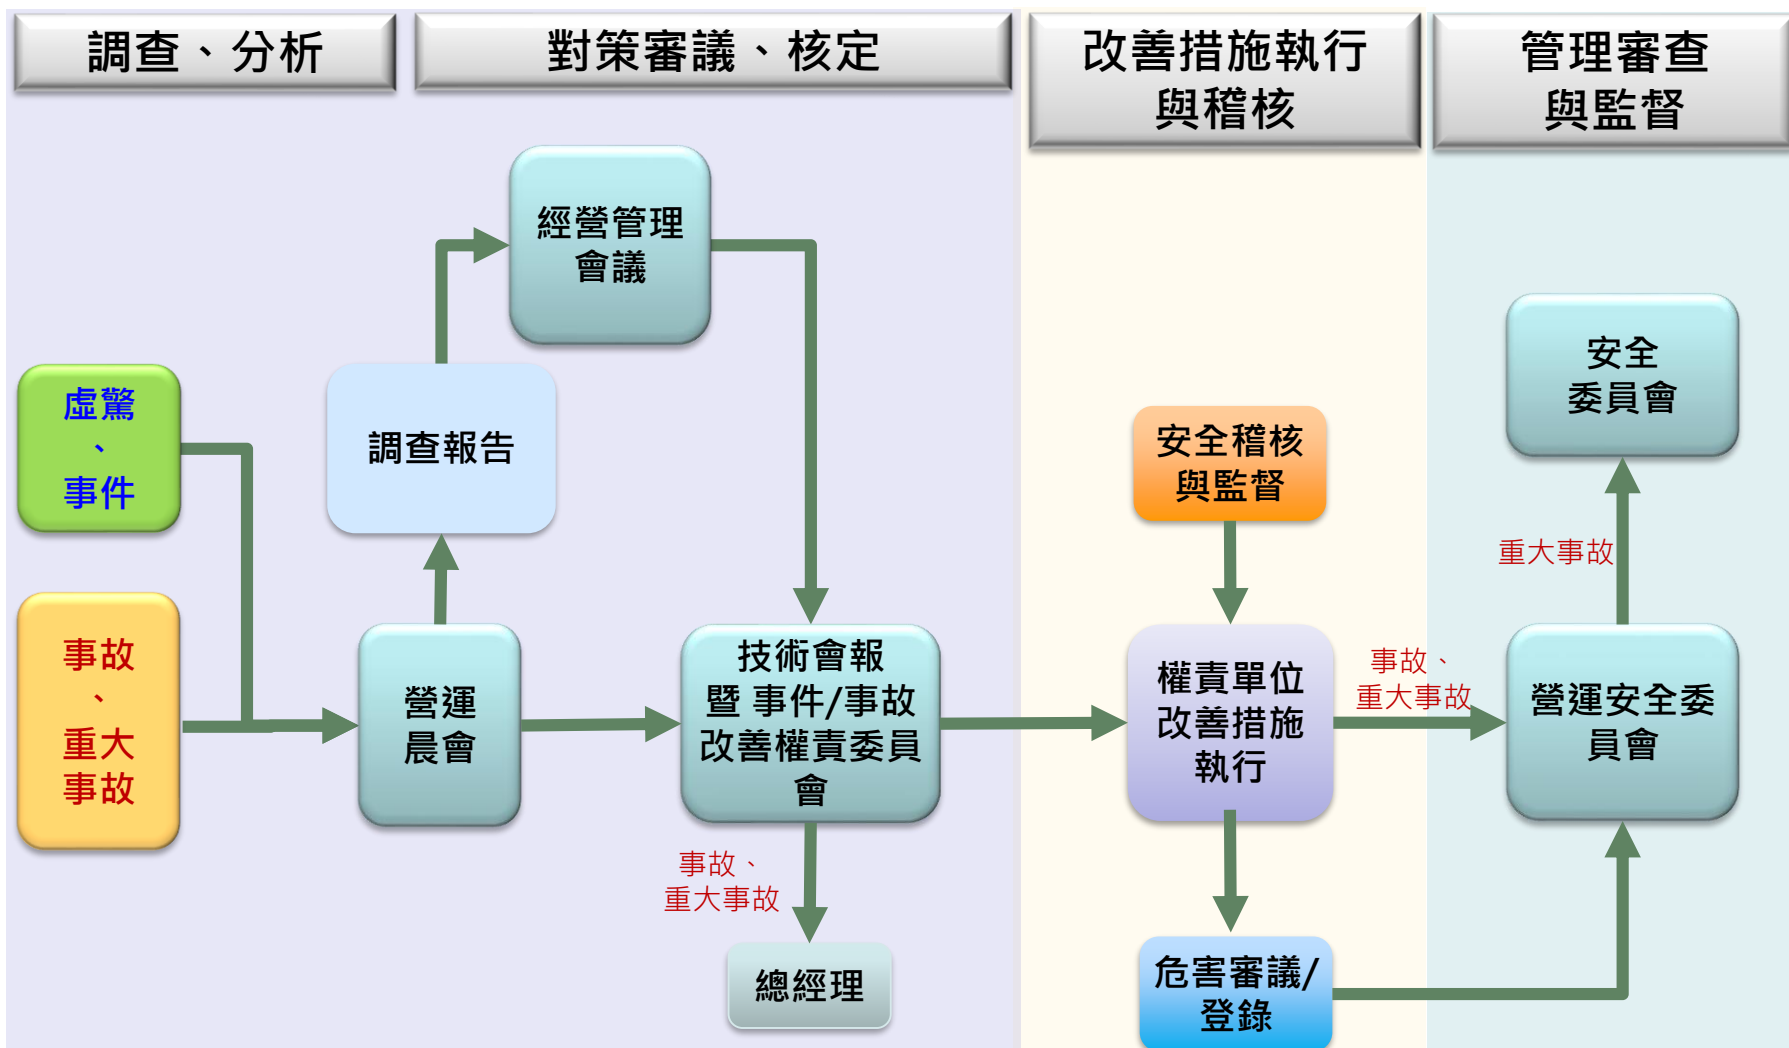 調查、分析
對策審議、核定
改善措施執行
與稽核
管理審查
與監督
經營管理
會議
虛驚
、
事件
調查報告
安全稽核
與監督
安全
委員會
重大事故
事故
、
重大
事故
營運
晨會
技術會報
暨 事件/事故
改善權責委員
會
權責單位
改善措施
執行
事故、
重大事故
營運安全委
員會
事故、
重大事故
總經理
危害審議/
登錄